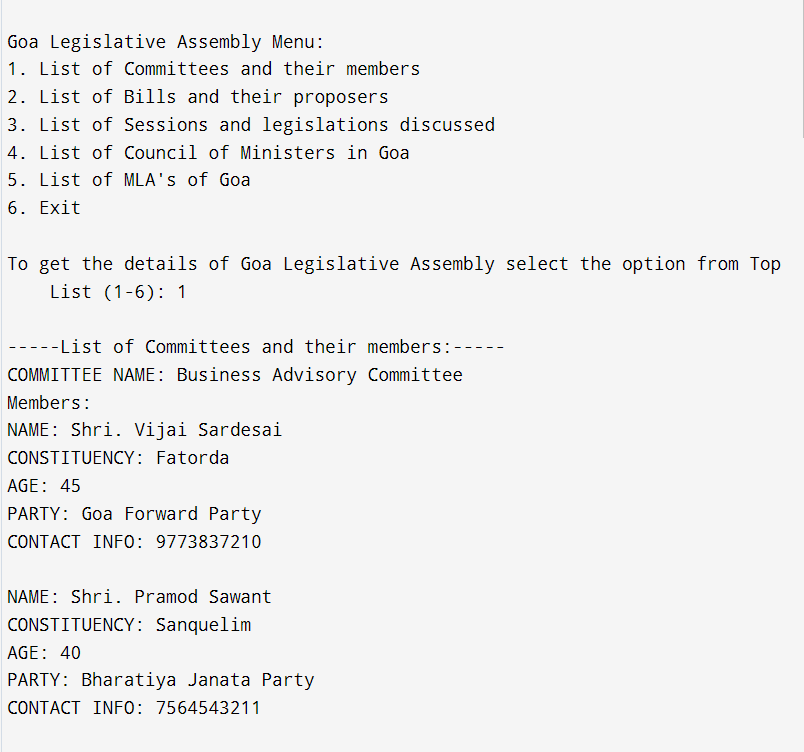 Goa Legislative Assembly Menu:
1. List of Committees and their members
2. List of Bills and their proposers
3. List of Sessions and legislations discussed
4. List of Council of Ministers in Goa
5. List of MLA's of Goa
6. Exit

To get the details of Goa Legislative Assembly select the option from Top
    List (1-6): 1

-----List of Committees and their members:-----
COMMITTEE NAME: Business Advisory Committee
Members:
NAME: Shri. Vijai Sardesai
CONSTITUENCY: Fatorda
AGE: 45
PARTY: Goa Forward Party
CONTACT INFO: 9773837210

NAME: Shri. Pramod Sawant
CONSTITUENCY: Sanquelim
AGE: 40
PARTY: Bharatiya Janata Party
CONTACT INFO: 7564543211